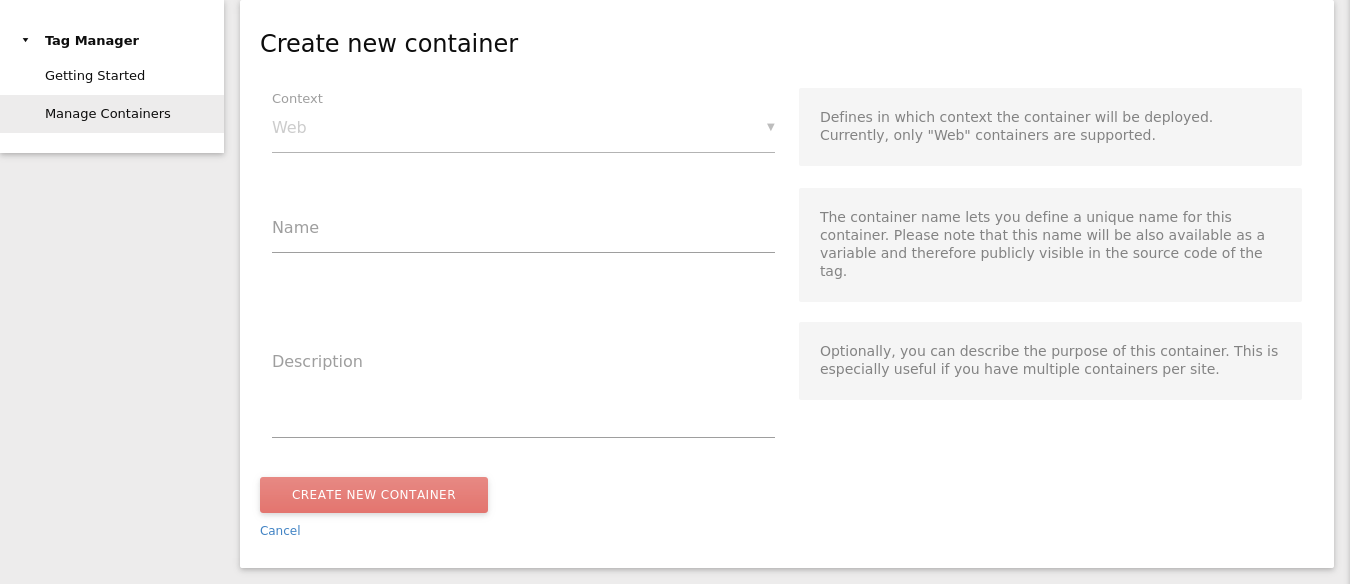 Tag Manager
Getting Started
Manage Containers
Create new container
Context
Web
Defines in which context the container will be deployed.
Currently, only "Web" containers are supported.
Name
The container name lets you define a unique name for this
container. Please note that this name will be also available as a
variable and therefore publicly visible in the source code of the
tag.
Description
Optionally, you can describe the purpose of this container. This is
especially useful if you have multiple containers per site.
CREATE NEW CONTAINER
Cancel